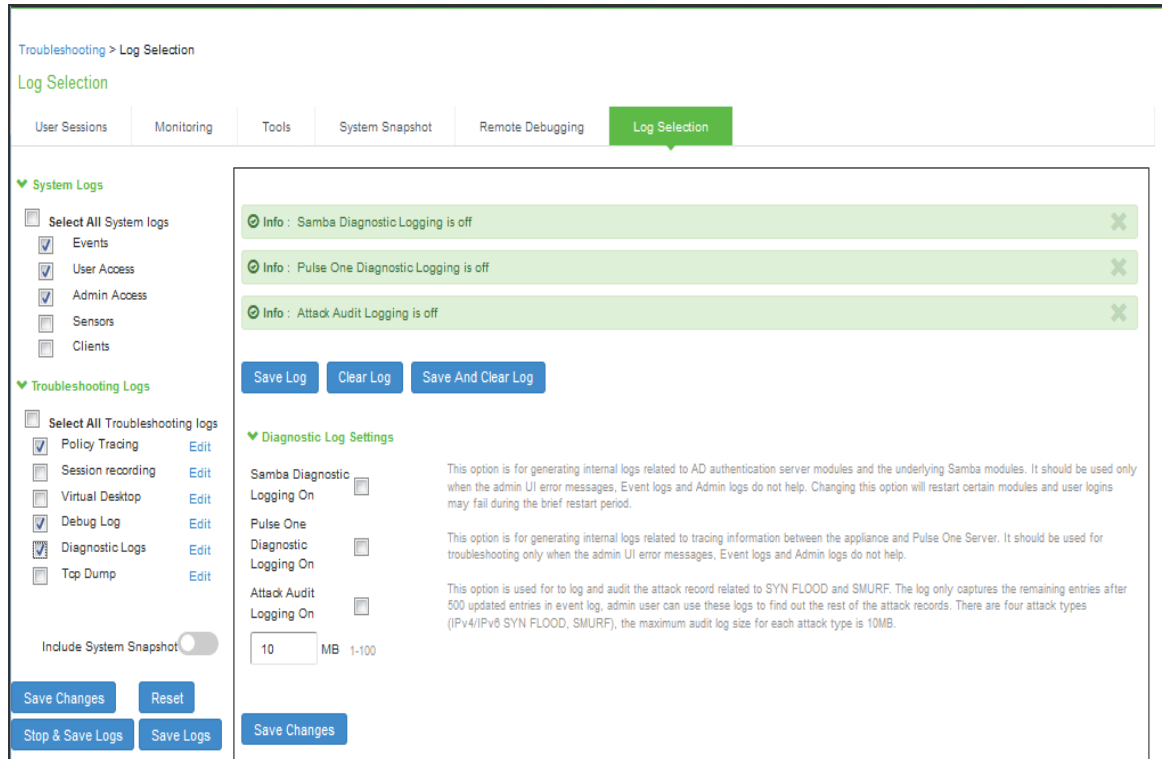 Troubleshooting > Log Selection
Log Selection
User Sessions Monitoring Tools System Snapshot Remote Debugging Log Selection
System Logs
Select All System logs
Events
User Access
Admin Access
Sensors
Clients
Troubleshooting Logs
Select All Troubleshooting logs
Policy Tracing Edit
Session recording Edit
Virtual Desktop Edit
Debug Log Edit
Diagnostic Logs Edit
Tcp Dump Edit
Include System Snapshot
Save Changes Reset
Stop & Save Logs Save Logs
Info : Samba Diagnostic Logging is off
Info : Pulse One Diagnostic Logging is off
Info : Attack Audit Logging is off
Save Log Clear Log Save And Clear Log
Diagnostic Log Settings
Samba Diagnostic
Logging On
This option is for generating internal logs related to AD authentication server modules and the underlying Samba modules. It should be used only
when the admin UI error messages, Event logs and Admin logs do not help. Changing this option will restart certain modules and user logins
may fail during the brief restart period.
Pulse One
Diagnostic
Logging On
This option is for generating internal logs related to tracing information between the appliance and Pulse One Server. It should be used for
troubleshooting only when the admin UI error messages, Event logs and Admin logs do not help.
Attack Audit
Logging On
This option is used for to log and audit the attack record related to SYN FLOOD and SMURF. The log only captures the remaining entries after
500 updated entries in event log, admin user can use these logs to find out the rest of the attack records. There are four attack types
(IPv4/IPv6 SYN FLOOD, SMURF), the maximum audit log size for each attack type is 10MB.
10 MB 1-100
Save Changes